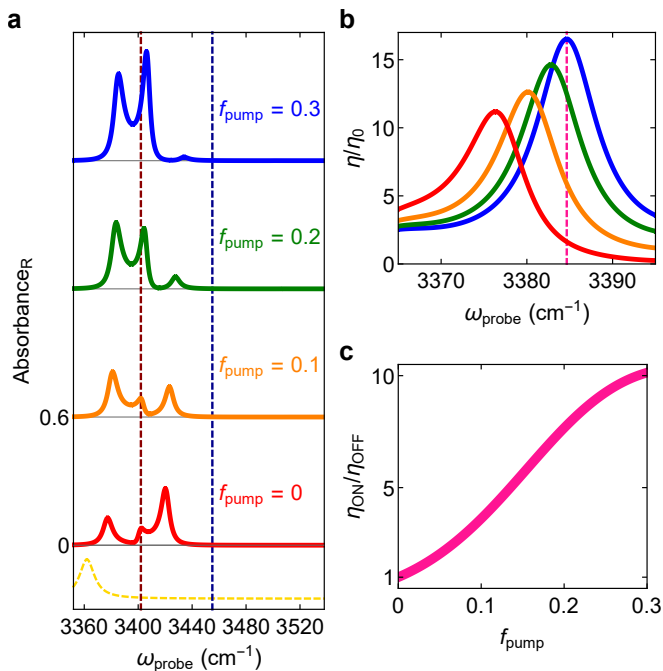 a
Absorbance_R
f_pump = 0.3
f_pump = 0.2
f_pump = 0.1
f_pump = 0
0.6
0
3360 3400 3440 3480 3520
ω_probe (cm⁻¹)
b
η/η₀
15
10
5
0
3370 3380 3390
ω_probe (cm⁻¹)
c
η_ON/η_OFF
10
5
1
0 0.1 0.2 0.3
f_pump